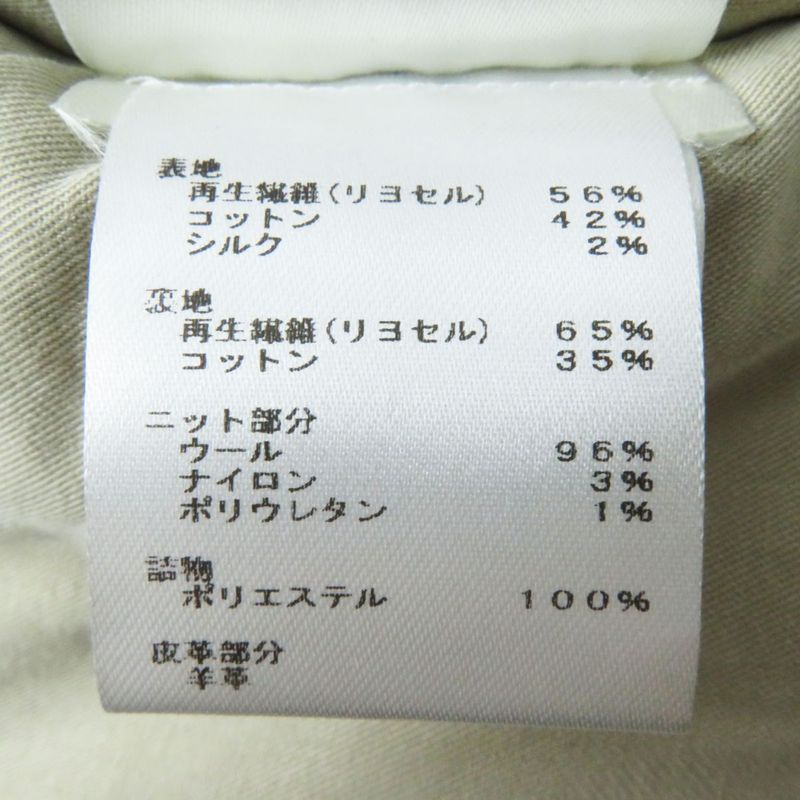 表地
再生繊維(リヨセル) 56%
コットン 42%
シルク 2%
裏地
再生繊維(リヨセル) 65%
コットン 35%
ニット部分
ウール 96%
ナイロン 3%
ポリウレタン 1%
詰物
ポリエステル 100%
皮革部分
羊革